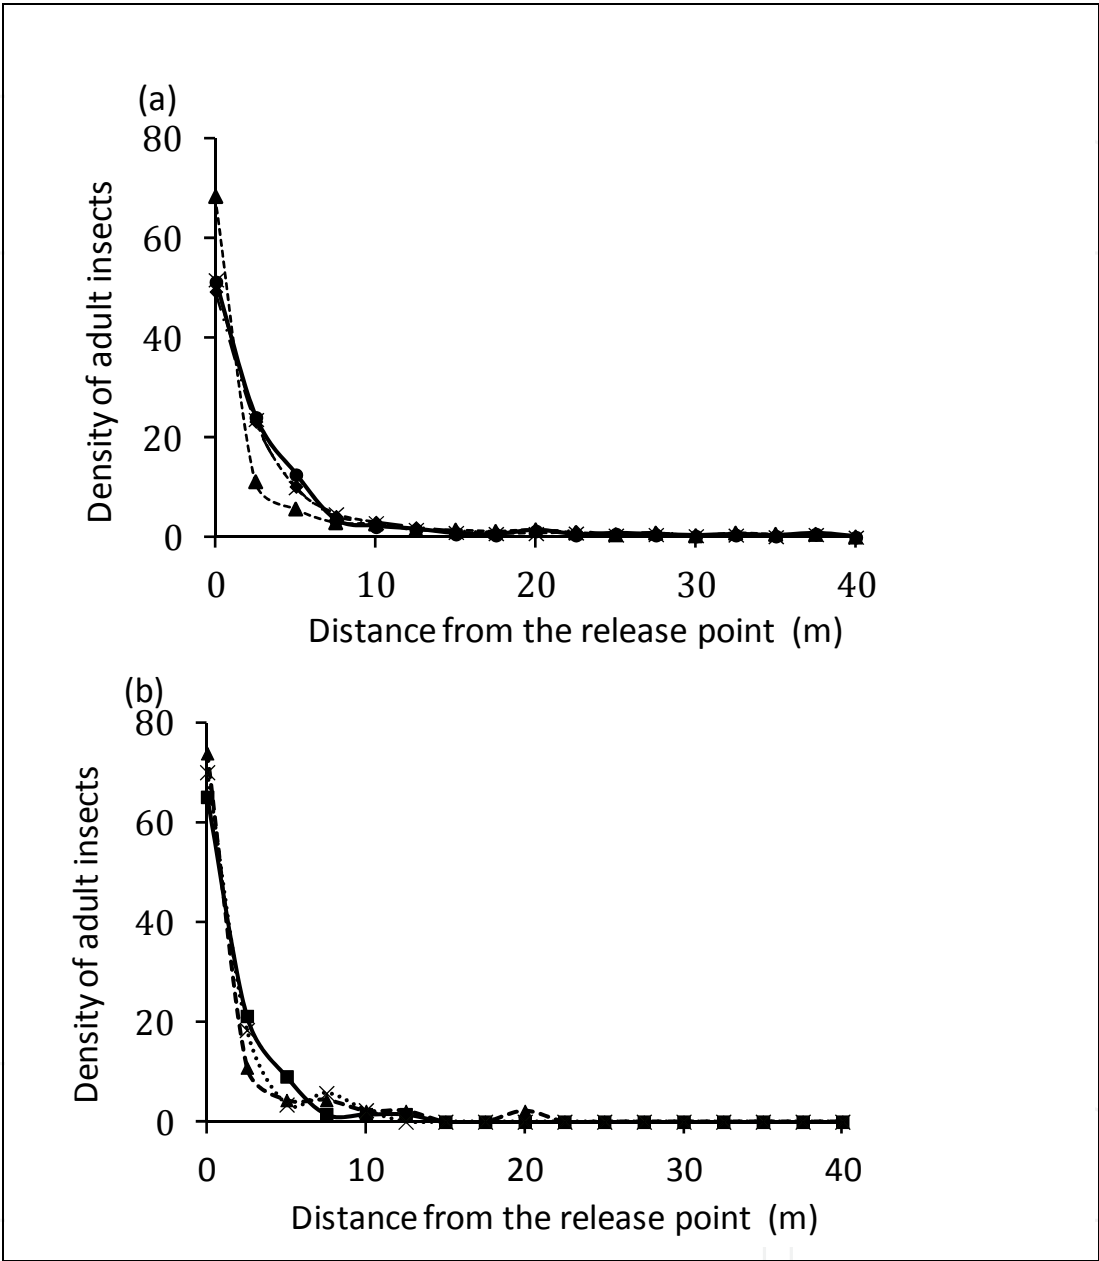 (a)
80
60
40
20
0
Density of adult insects
0 10 20 30 40
Distance from the release point (m)
(b)
80
60
40
20
0
Density of adult insects
0 10 20 30 40
Distance from the release point (m)